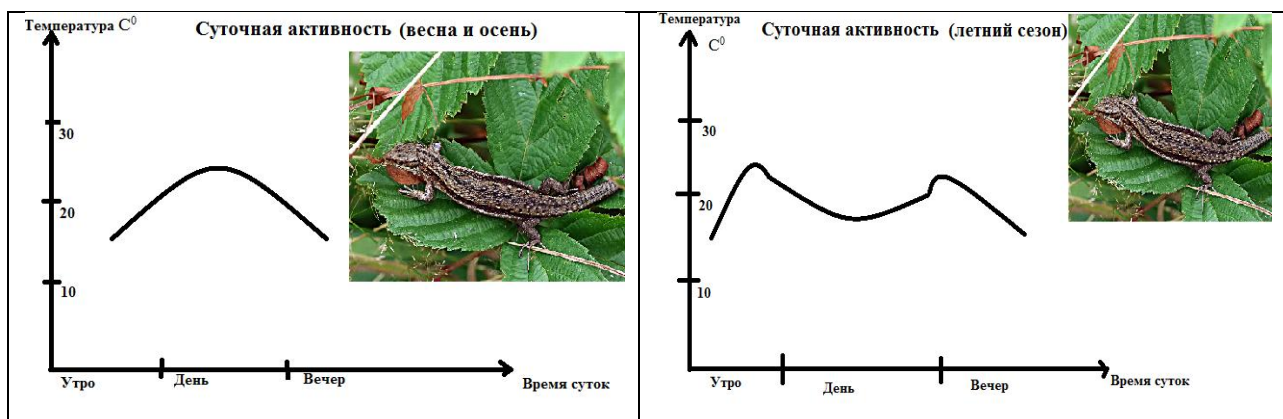 Температура С⁰
Суточная активность (весна и осень)
30
20
10
Утро
День
Вечер
Время суток
Температура
С⁰
Суточная активность (летний сезон)
30
20
10
Утро
День
Вечер
Время суток